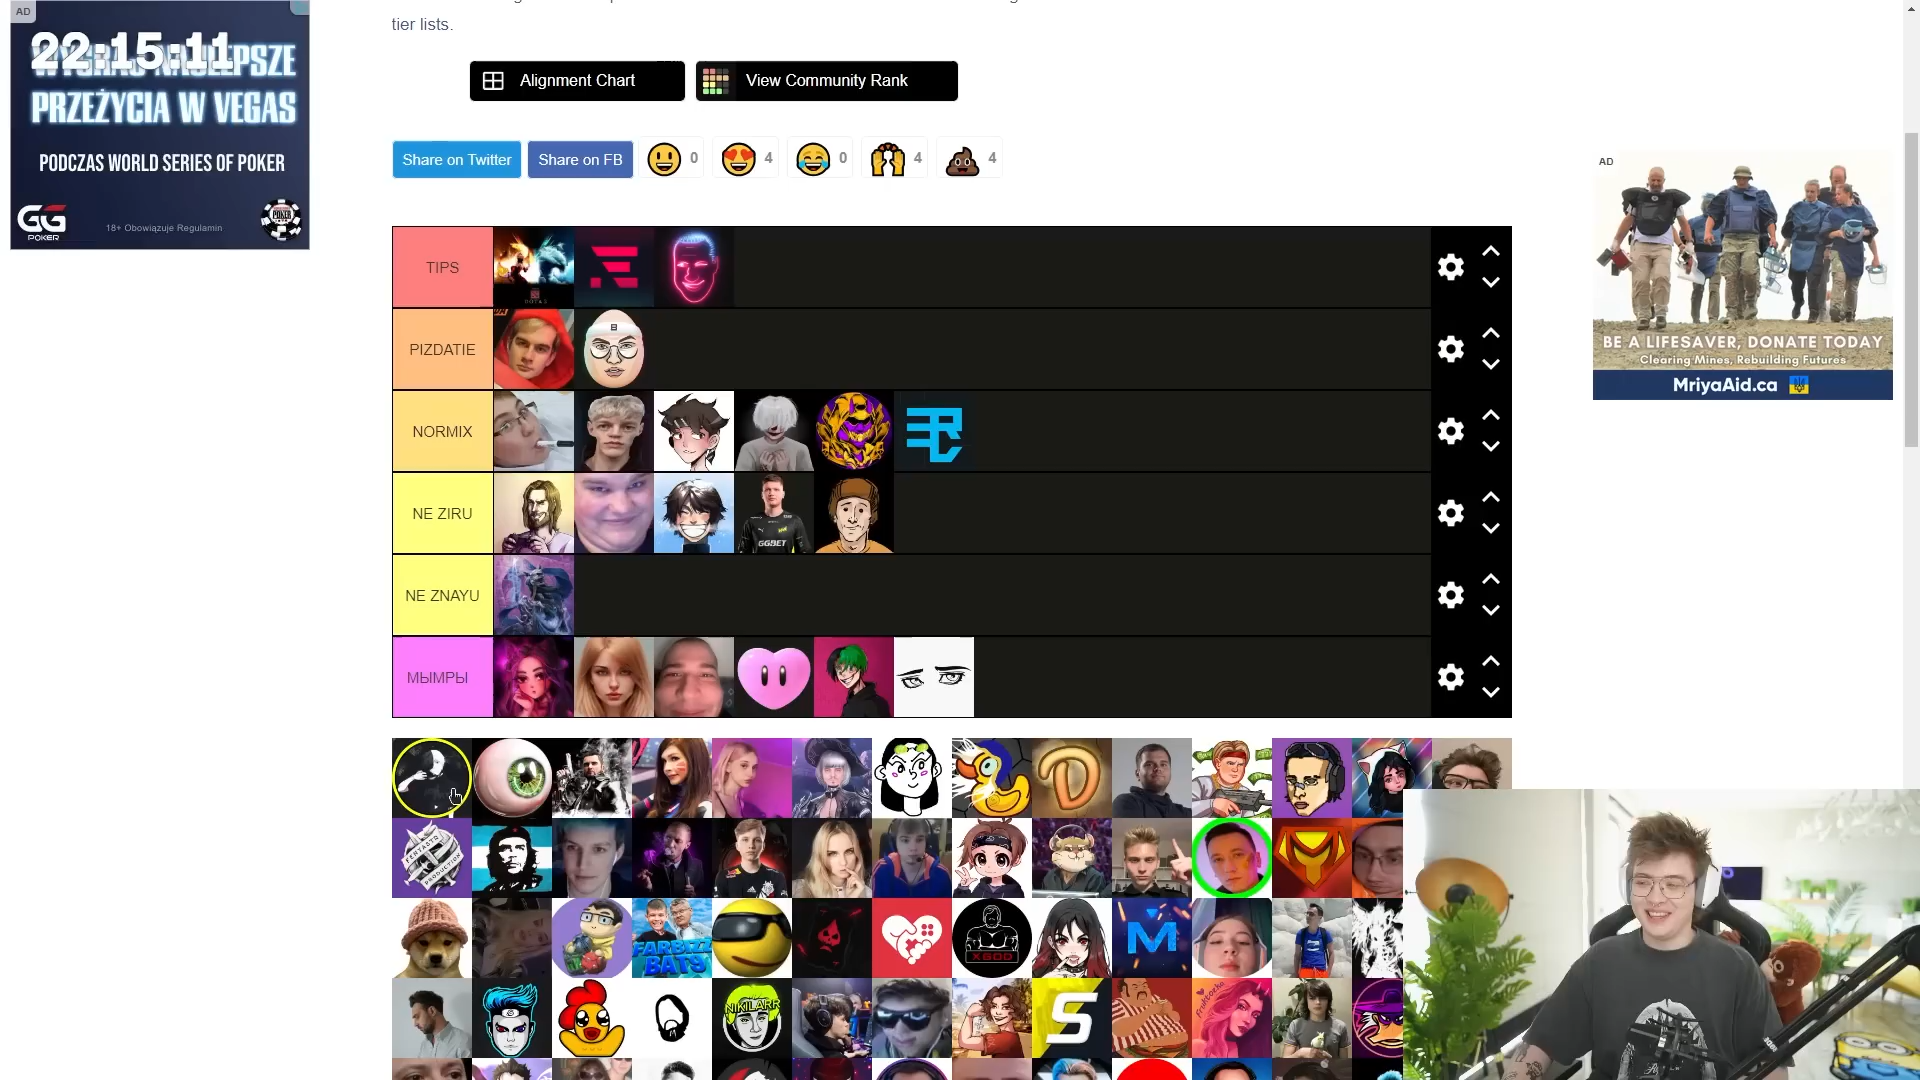 tier lists.
AD
22:15:11
PRZEŻYCIA W VEGAS
PODCZAS WORLD SERIES OF POKER
GG
POKER
18+ Obowiązuje Regulamin
Alignment Chart
View Community Rank
Share on Twitter
Share on FB
0
4
0
4
4
AD
BE A LIFESAVER, DONATE TODAY
Clearing Mines, Rebuilding Futures
MriyaAid.ca
TIPS
PIZDATIE
NORMIX
NE ZIRU
GGBET
NE ZNAYU
МЫМРЫ
D
FARBIZZ
BAT9
XGOD
M
NIKILARR
S